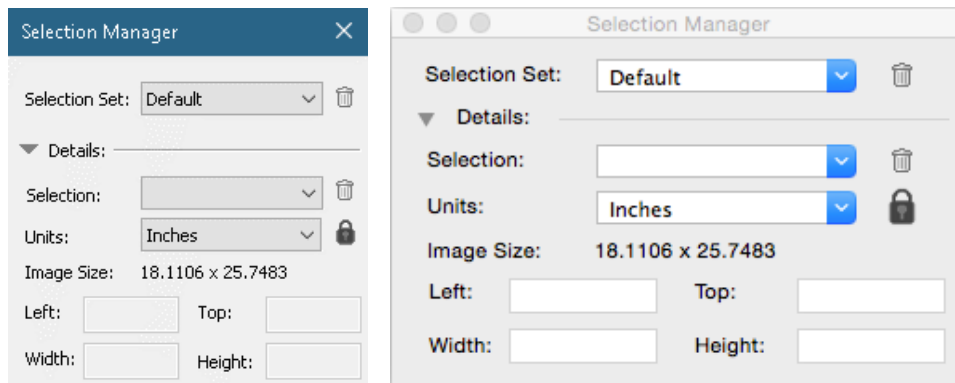 Selection Manager
Selection Set: Default
Details:
Selection:
Units: Inches
Image Size: 18.1106 x 25.7483
Left: Top:
Width: Height:
Selection Manager
Selection Set: Default
Details:
Selection:
Units: Inches
Image Size: 18.1106 x 25.7483
Left: Top:
Width: Height: